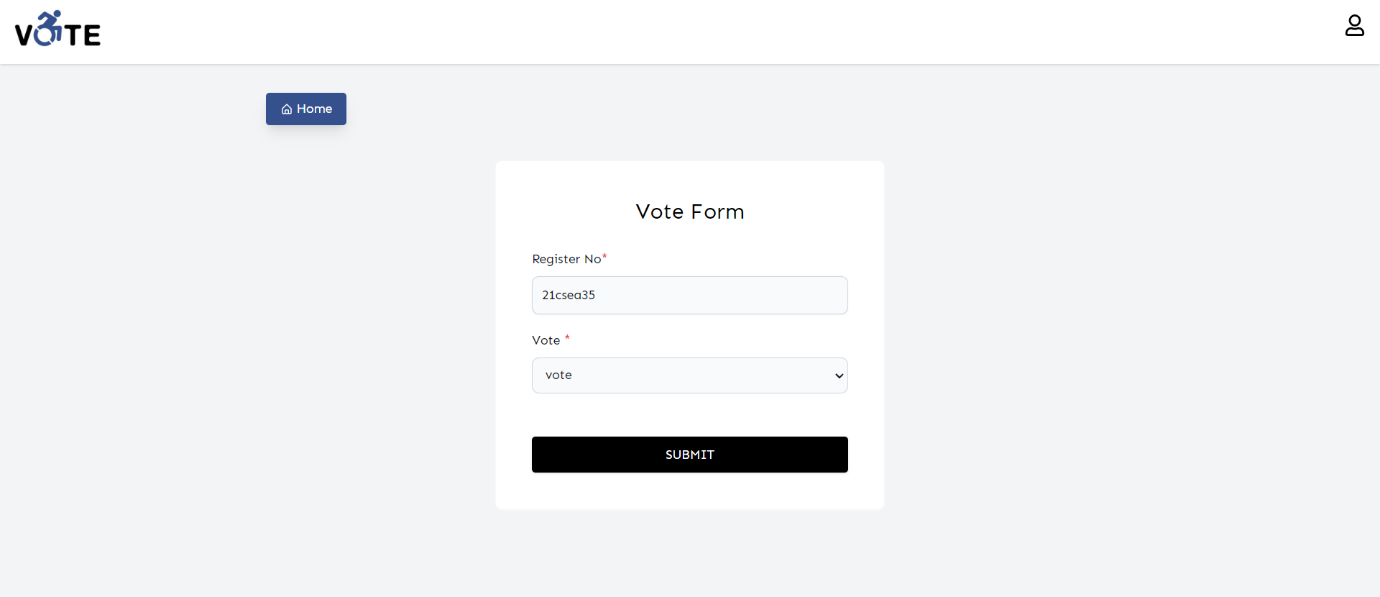 VOTE
Home
Vote Form
Register No*
21csea35
Vote *
vote
SUBMIT